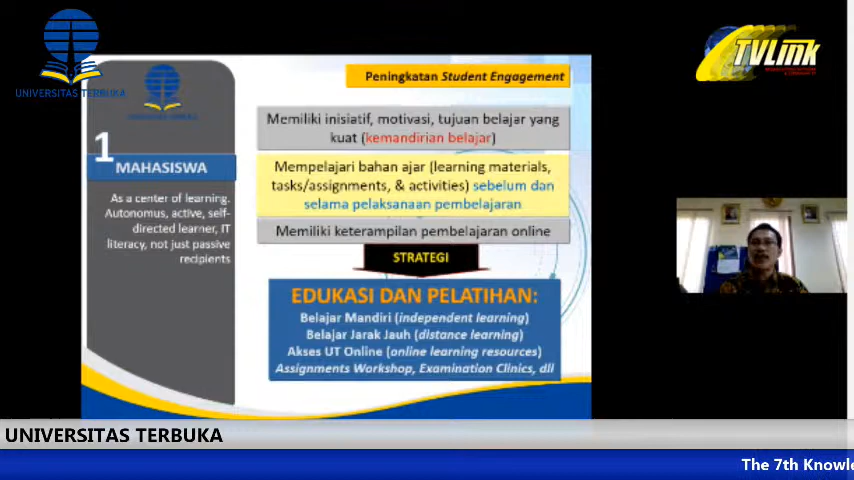 UNIVERSITAS TERBUKA
TVLink
Peningkatan Student Engagement
1
MAHASISWA
As a center of learning.
Autonomus, active, self-
directed learner, IT
literacy, not just passive
recipients
Memiliki inisiatif, motivasi, tujuan belajar yang
kuat (kemandirian belajar)
Mempelajari bahan ajar (learning materials,
tasks/assignments, & activities) sebelum dan
selama pelaksanaan pembelajaran
Memiliki keterampilan pembelajaran online
STRATEGI
EDUKASI DAN PELATIHAN:
Belajar Mandiri (independent learning)
Belajar Jarak Jauh (distance learning)
Akses UT Online (online learning resources)
Assignments Workshop, Examination Clinics, dll
UNIVERSITAS TERBUKA
The 7th Knowle